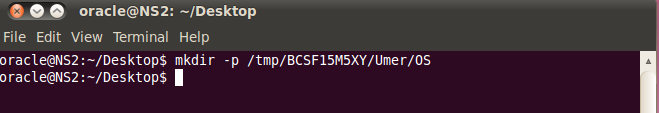 oracle@NS2: ~/Desktop
File Edit View Terminal Help
oracle@NS2:~/Desktop$ mkdir -p /tmp/BCSF15M5XY/Umer/OS
oracle@NS2:~/Desktop$